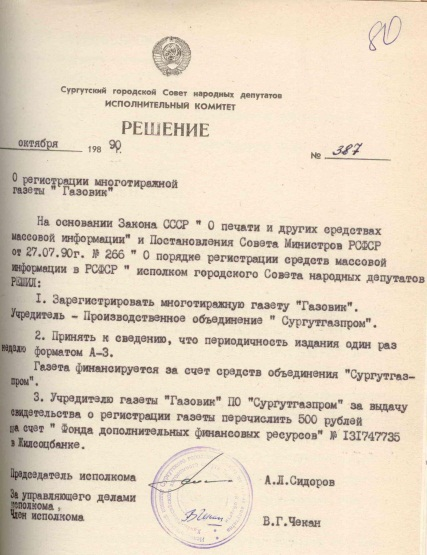 80
Сургутский городской Совет народных депутатов
ИСПОЛНИТЕЛЬНЫЙ КОМИТЕТ
РЕШЕНИЕ
октября 198 90г. № 387
О регистрации многотиражной
газеты "Газовик"
На основании Закона СССР " О печати и других средствах
массовой информации" и Постановления Совета Министров РСФСР
от 27.07.90г. № 266 " О порядке регистрации средств массовой
информации в РСФСР " исполком городского Совета народных депутатов
РЕШИЛ:
I. Зарегистрировать многотиражную газету "Газовик".
Учредитель - Производственное объединение " Сургутгазпром".
2. Принять к сведению, что периодичность издания один раз
неделю форматом А-3.
Газета финансируется за счет средств объединения "Сургутгаз-
пром".
3. Учредителю газеты "Газовик" ПО "Сургутгазпром" за выдачу
свидетельства о регистрации газеты перечислить 500 рублей
на счет " Фонда дополнительных финансовых ресурсов" № I3I747735
в Жилсоцбанке.
Председатель исполкома А.Л.Сидоров
За управляющего делами
исполкома,
Член исполкома В.Г.Чекан